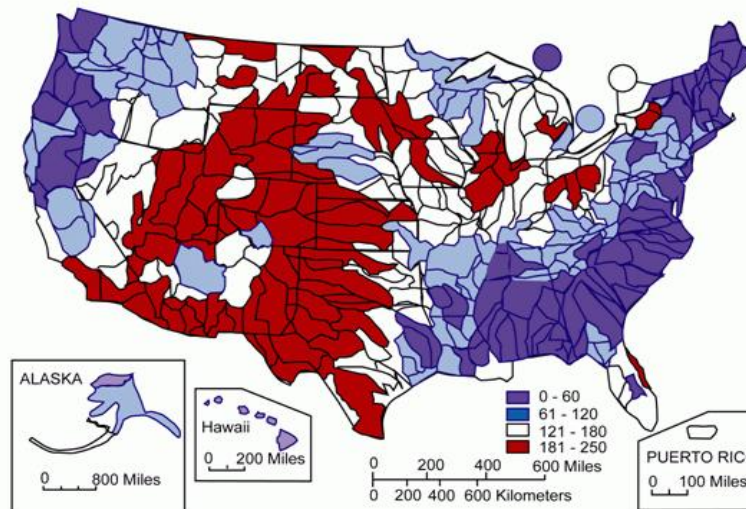 ALASKA
0 800 Miles
Hawaii
0 200 Miles
0 - 60
61 - 120
121 - 180
181 - 250
0 200 400 600 Miles
0 200 400 600 Kilometers
PUERTO RICO
0 100 Miles